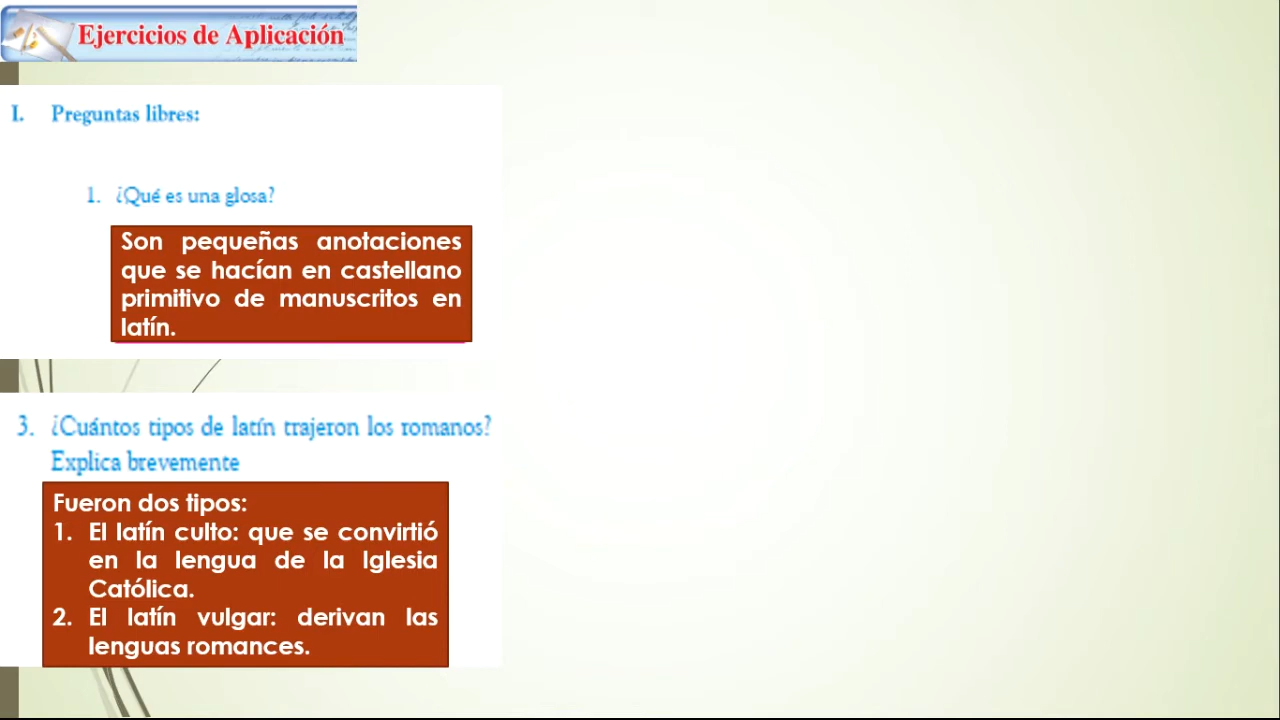 Ejercicios de Aplicación
I. Preguntas libres:
1. ¿Qué es una glosa?
Son pequeñas anotaciones
que se hacían en castellano
primitivo de manuscritos en
latín.
3. ¿Cuántos tipos de latín trajeron los romanos?
Explica brevemente
Fueron dos tipos:
1. El latín culto: que se convirtió
en la lengua de la Iglesia
Católica.
2. El latín vulgar: derivan las
lenguas romances.